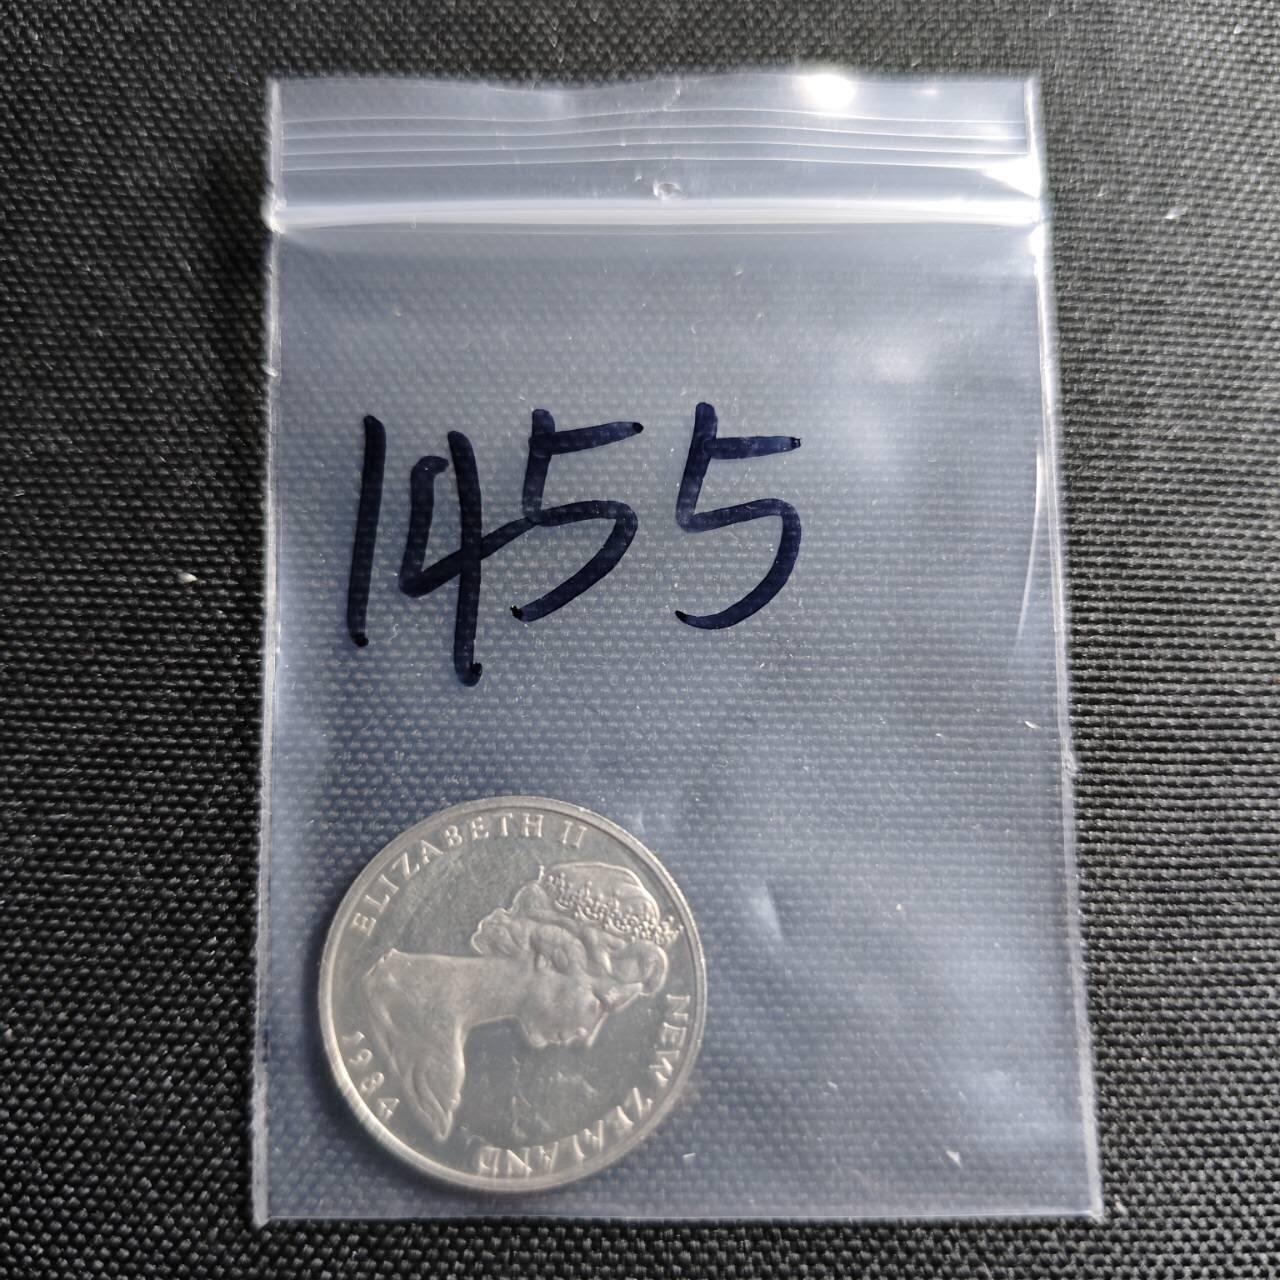 1455
ELIZABETH II
NEW ZEALAND
1984